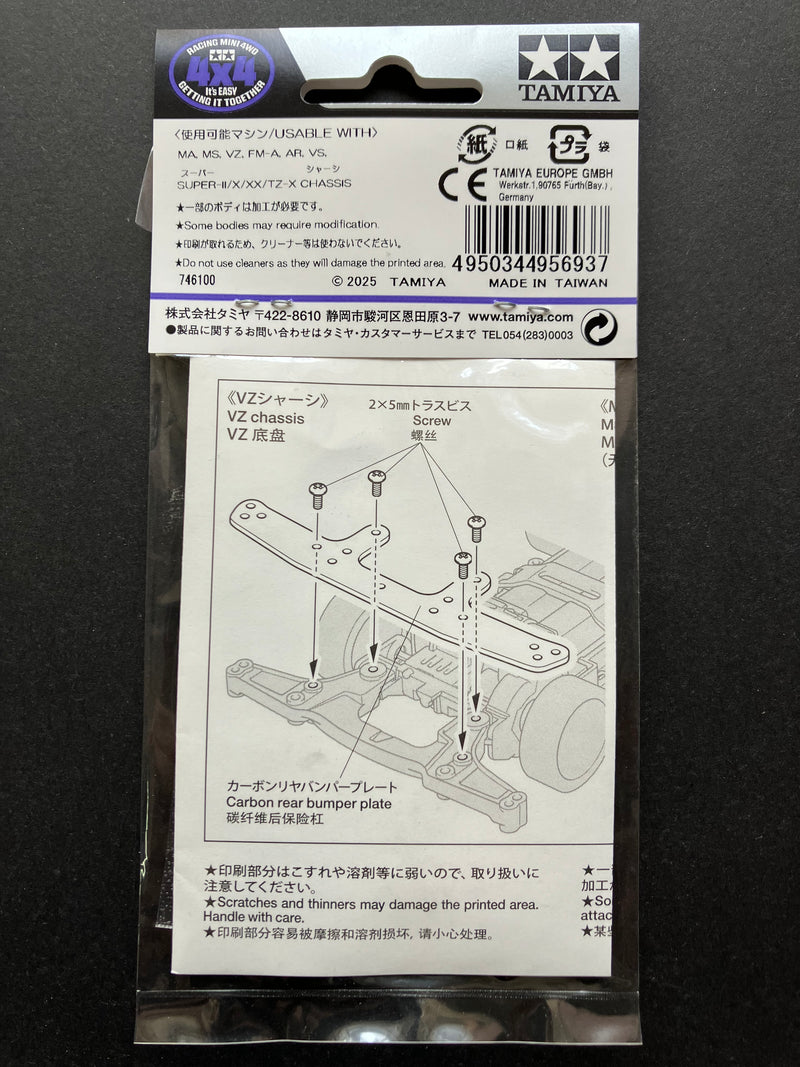 RACING MINI 4WD
4x4
It's EASY
GETTING IT TOGETHER
TAMIYA
〈使用可能マシン/USABLE WITH〉
MA, MS, VZ, FM-A, AR, VS,
スーパー シャーシ
SUPER-II/X/XX/TZ-X CHASSIS
★一部のボディは加工が必要です。
★Some bodies may require modification.
★印刷が取れるため、クリーナー等は使わないでください。
★Do not use cleaners as they will damage the printed area.
746100
© 2025 TAMIYA
紙 口紙
プラ 袋
CE
TAMIYA EUROPE GMBH
Werkstr.1,90765 Fürth(Bay.),
Germany
4950344956937
MADE IN TAIWAN
株式会社タミヤ 〒422-8610 静岡市駿河区恩田原3-7 www.tamiya.com
●製品に関するお問い合わせはタミヤ・カスタマーサービスまで TEL054(283)0003
《VZシャーシ》
VZ chassis
VZ 底盘
2×5㎜トラスビス
Screw
螺丝
《M
M
M
カーボンリヤバンパープレート
Carbon rear bumper plate
碳纤维后保险杠
★印刷部分はこすれや溶剤等に弱いので、取り扱いに
注意してください。
★Scratches and thinners may damage the printed area.
Handle with care.
★印刷部分容易被摩擦和溶剂损坏, 请小心处理。
★一
加工
★So
attac
★某